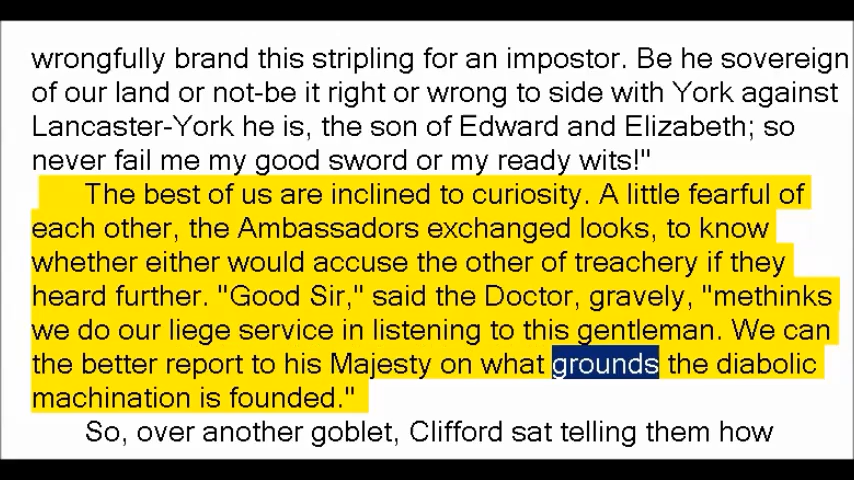 wrongfully brand this stripling for an impostor. Be he sovereign
of our land or not-be it right or wrong to side with York against
Lancaster-York he is, the son of Edward and Elizabeth; so
never fail me my good sword or my ready wits!"
The best of us are inclined to curiosity. A little fearful of
each other, the Ambassadors exchanged looks, to know
whether either would accuse the other of treachery if they
heard further. "Good Sir," said the Doctor, gravely, "methinks
we do our liege service in listening to this gentleman. We can
the better report to his Majesty on what grounds the diabolic
machination is founded."
So, over another goblet, Clifford sat telling them how